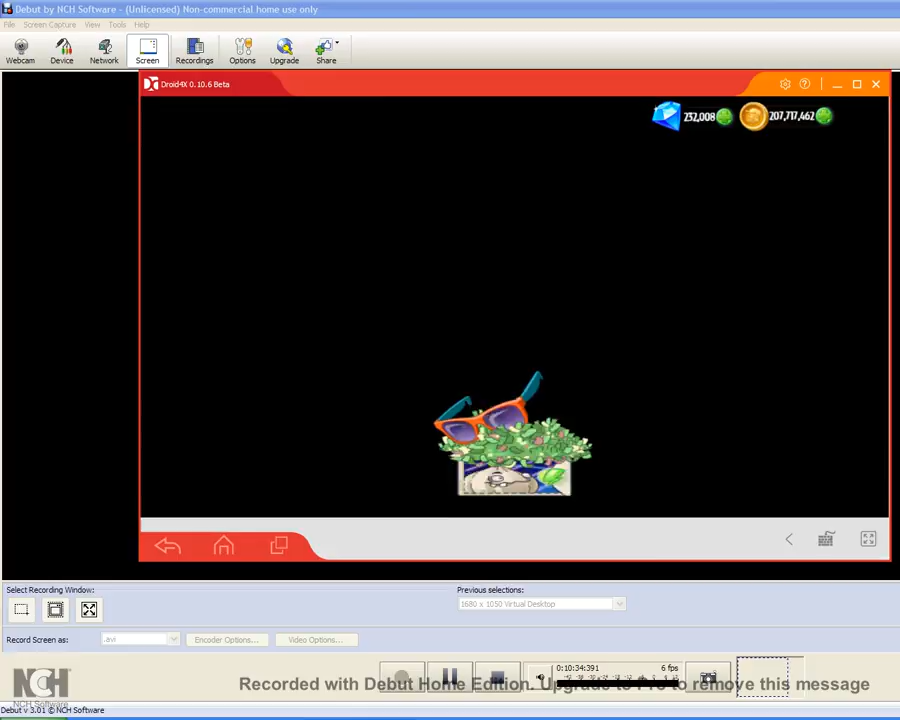 Debut by NCH Software - (Unlicensed) Non-commercial home use only
File Screen Capture View Tools Help
Webcam Device Network Screen Recordings Options Upgrade Share
Droid4X 0.10.6 Beta
232,008 207,717,462
Select Recording Window:
Previous selections:
1680 x 1050 Virtual Desktop
Record Screen as: .avi Encoder Options... Video Options...
0:10:34:391 6 fps
NCH
NCH Software
Recorded with Debut Home Edition. Upgrade to Pro to remove this message
Debut v 3.01 © NCH Software